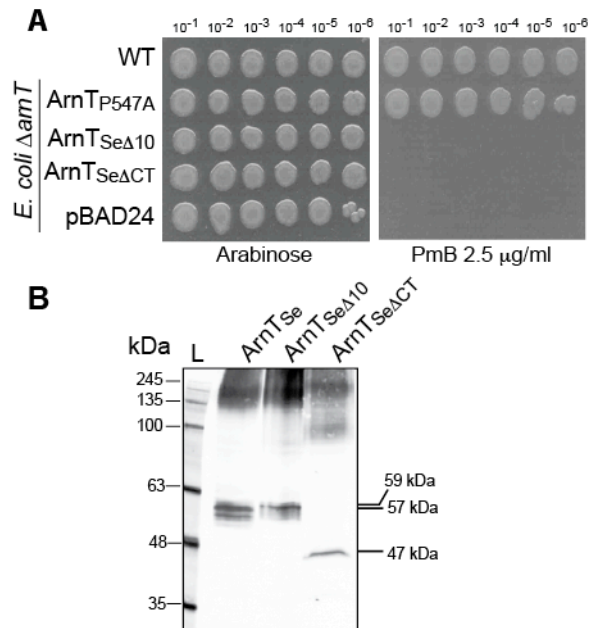 A
10-1 10-2 10-3 10-4 10-5 10-6 10-1 10-2 10-3 10-4 10-5 10-6
WT
E. coli ΔarnT
ArnTP547A
ArnTSeΔ10
ArnTSeΔCT
pBAD24
Arabinose PmB 2.5 μg/ml
B
kDa L ArnTSe ArnTSeΔ10 ArnTSeΔCT
245
135
100
63
48
35
59 kDa
57 kDa
47 kDa